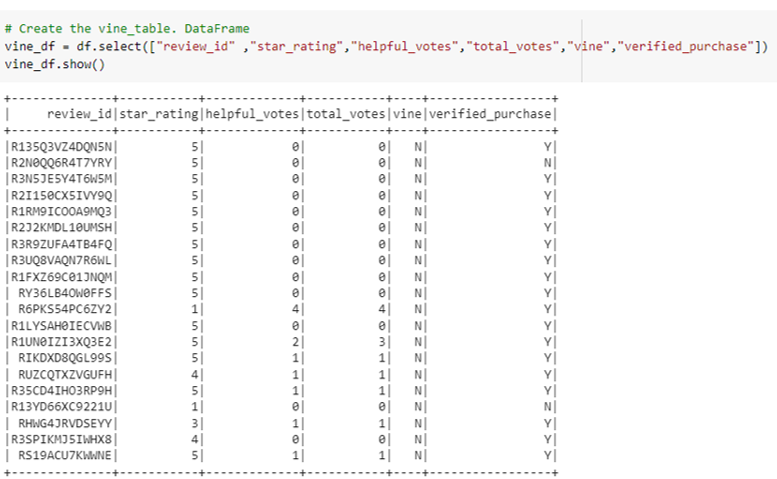 # Create the vine_table. DataFrame
vine_df = df.select(["review_id" ,"star_rating","helpful_votes","total_votes","vine","verified_purchase"])
vine_df.show()
+--------------+-----------+-------------+-----------+----+-----------------+
|     review_id|star_rating|helpful_votes|total_votes|vine|verified_purchase|
+--------------+-----------+-------------+-----------+----+-----------------+
|R135Q3VZ4DQN5N|          5|            0|          0|   N|                Y|
|R2N0QQ6R4T7YRY|          5|            0|          0|   N|                N|
|R3N5JE5Y4T6W5M|          5|            0|          0|   N|                Y|
|R2I150CX5IVY9Q|          5|            0|          0|   N|                Y|
|R1RM9ICOOA9MQ3|          5|            0|          0|   N|                Y|
|R2J2KMDL10UMSH|          5|            0|          0|   N|                Y|
|R3R9ZUFA4TB4FQ|          5|            0|          0|   N|                Y|
|R3UQ8VAQN7R6WL|          5|            0|          0|   N|                Y|
|R1FXZ69C01JNQM|          5|            0|          0|   N|                Y|
| RY36LB4OW0FFS|          5|            0|          0|   N|                Y|
| R6PKS54PC6ZY2|          1|            4|          4|   N|                Y|
|R1LYSAH0IECVWB|          5|            0|          0|   N|                Y|
|R1UN0IZI3XQ3E2|          5|            2|          3|   N|                Y|
| RIKDXD8QGL99S|          5|            1|          1|   N|                Y|
| RUZCQTXZVGUFH|          4|            1|          1|   N|                Y|
|R35CD4IHO3RP9H|          5|            1|          1|   N|                Y|
|R13YD66XC9221U|          1|            0|          0|   N|                N|
| RHWG4JRVDSEYY|          3|            1|          1|   N|                Y|
|R3SPIKMJ5IWHX8|          4|            0|          0|   N|                Y|
| RS19ACU7KWWNE|          5|            1|          1|   N|                Y|
+--------------+-----------+-------------+-----------+----+-----------------+